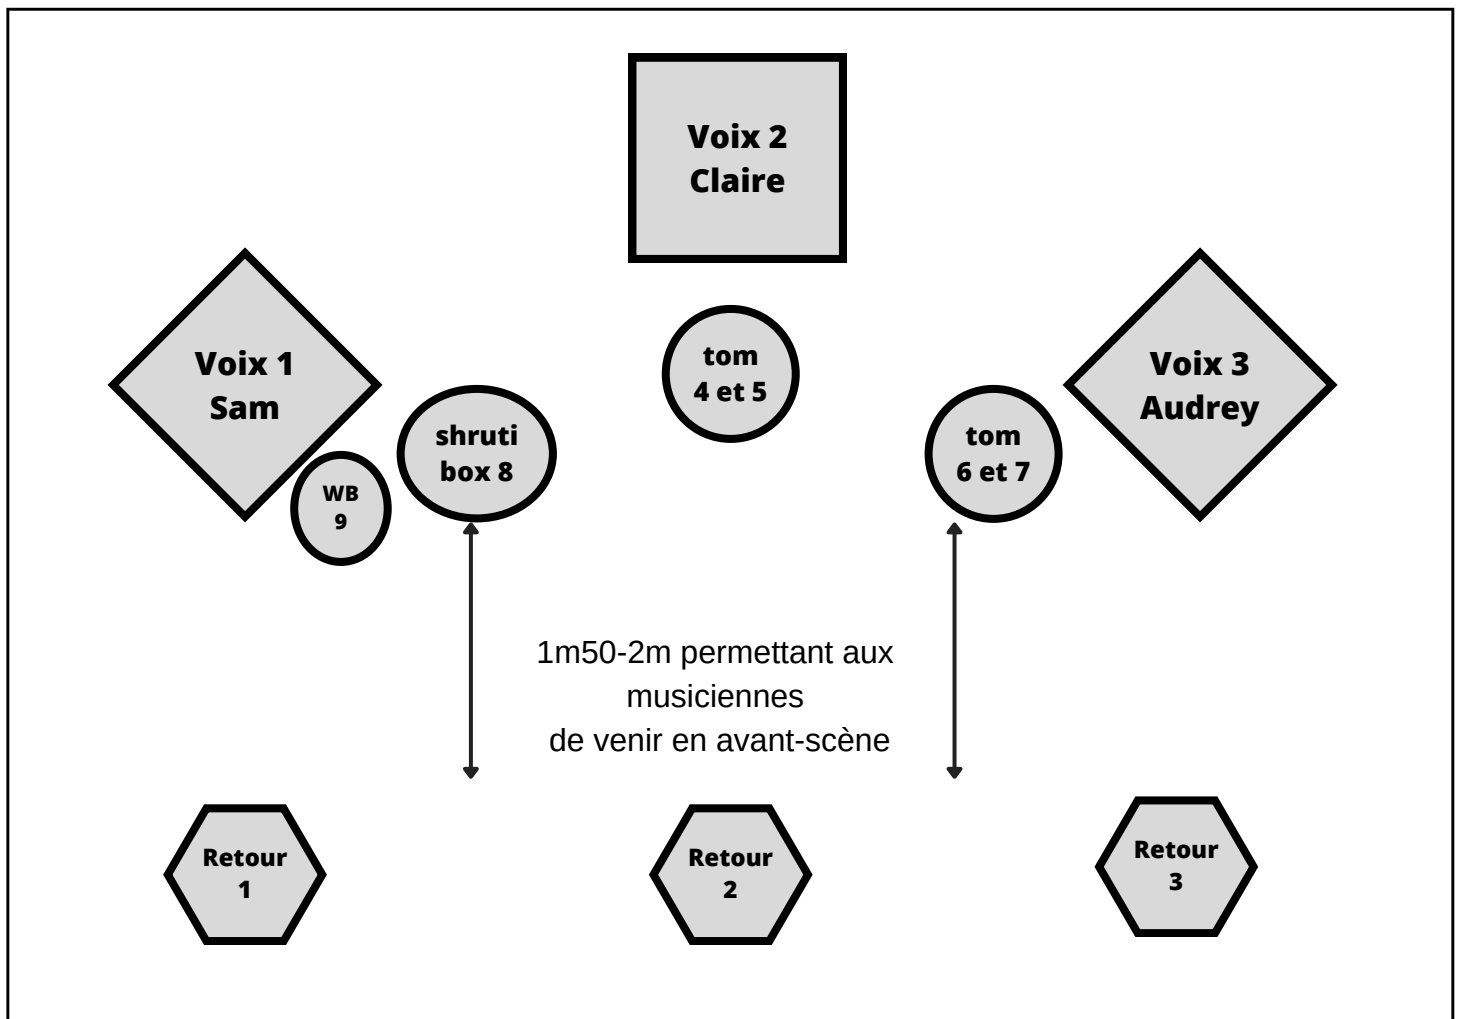 Voix 2
Claire
Voix 1
Sam
tom
4 et 5
Voix 3
Audrey
shruti
box 8
tom
6 et 7
WB
9
1m50-2m permettant aux
musiciennes
de venir en avant-scène
Retour
1
Retour
2
Retour
3